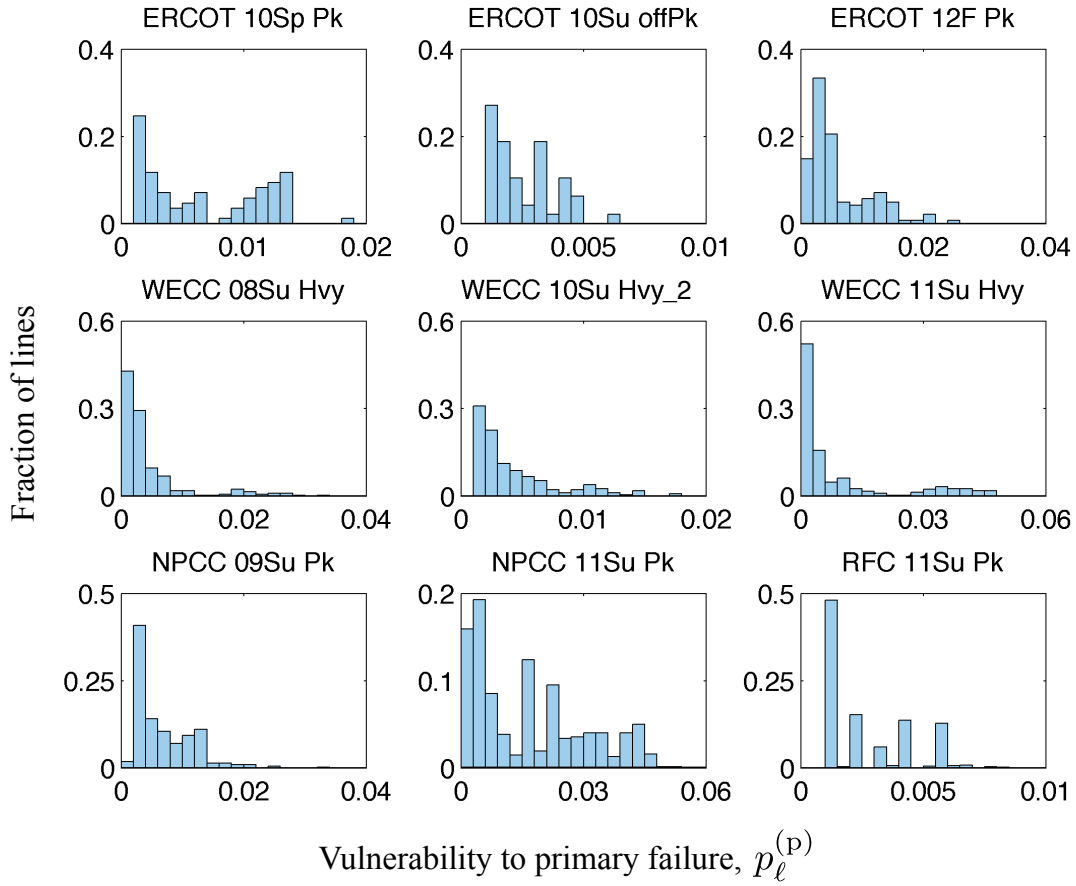 ERCOT 10Sp Pk
ERCOT 10Su offPk
ERCOT 12F Pk
0.4
0.2
0
0 0.01 0.02
0.4
0.2
0
0 0.005 0.01
0.4
0.2
0
0 0.02 0.04
WECC 08Su Hvy
WECC 10Su Hvy_2
WECC 11Su Hvy
0.6
0.3
0
0 0.02 0.04
0.6
0.3
0
0 0.01 0.02
0.6
0.3
0
0 0.03 0.06
NPCC 09Su Pk
NPCC 11Su Pk
RFC 11Su Pk
0.5
0.25
0
0 0.02 0.04
0.2
0.1
0
0 0.03 0.06
0.5
0.25
0
0 0.005 0.01
Fraction of lines
Vulnerability to primary failure, $p_\ell^{(\mathrm{p})}$